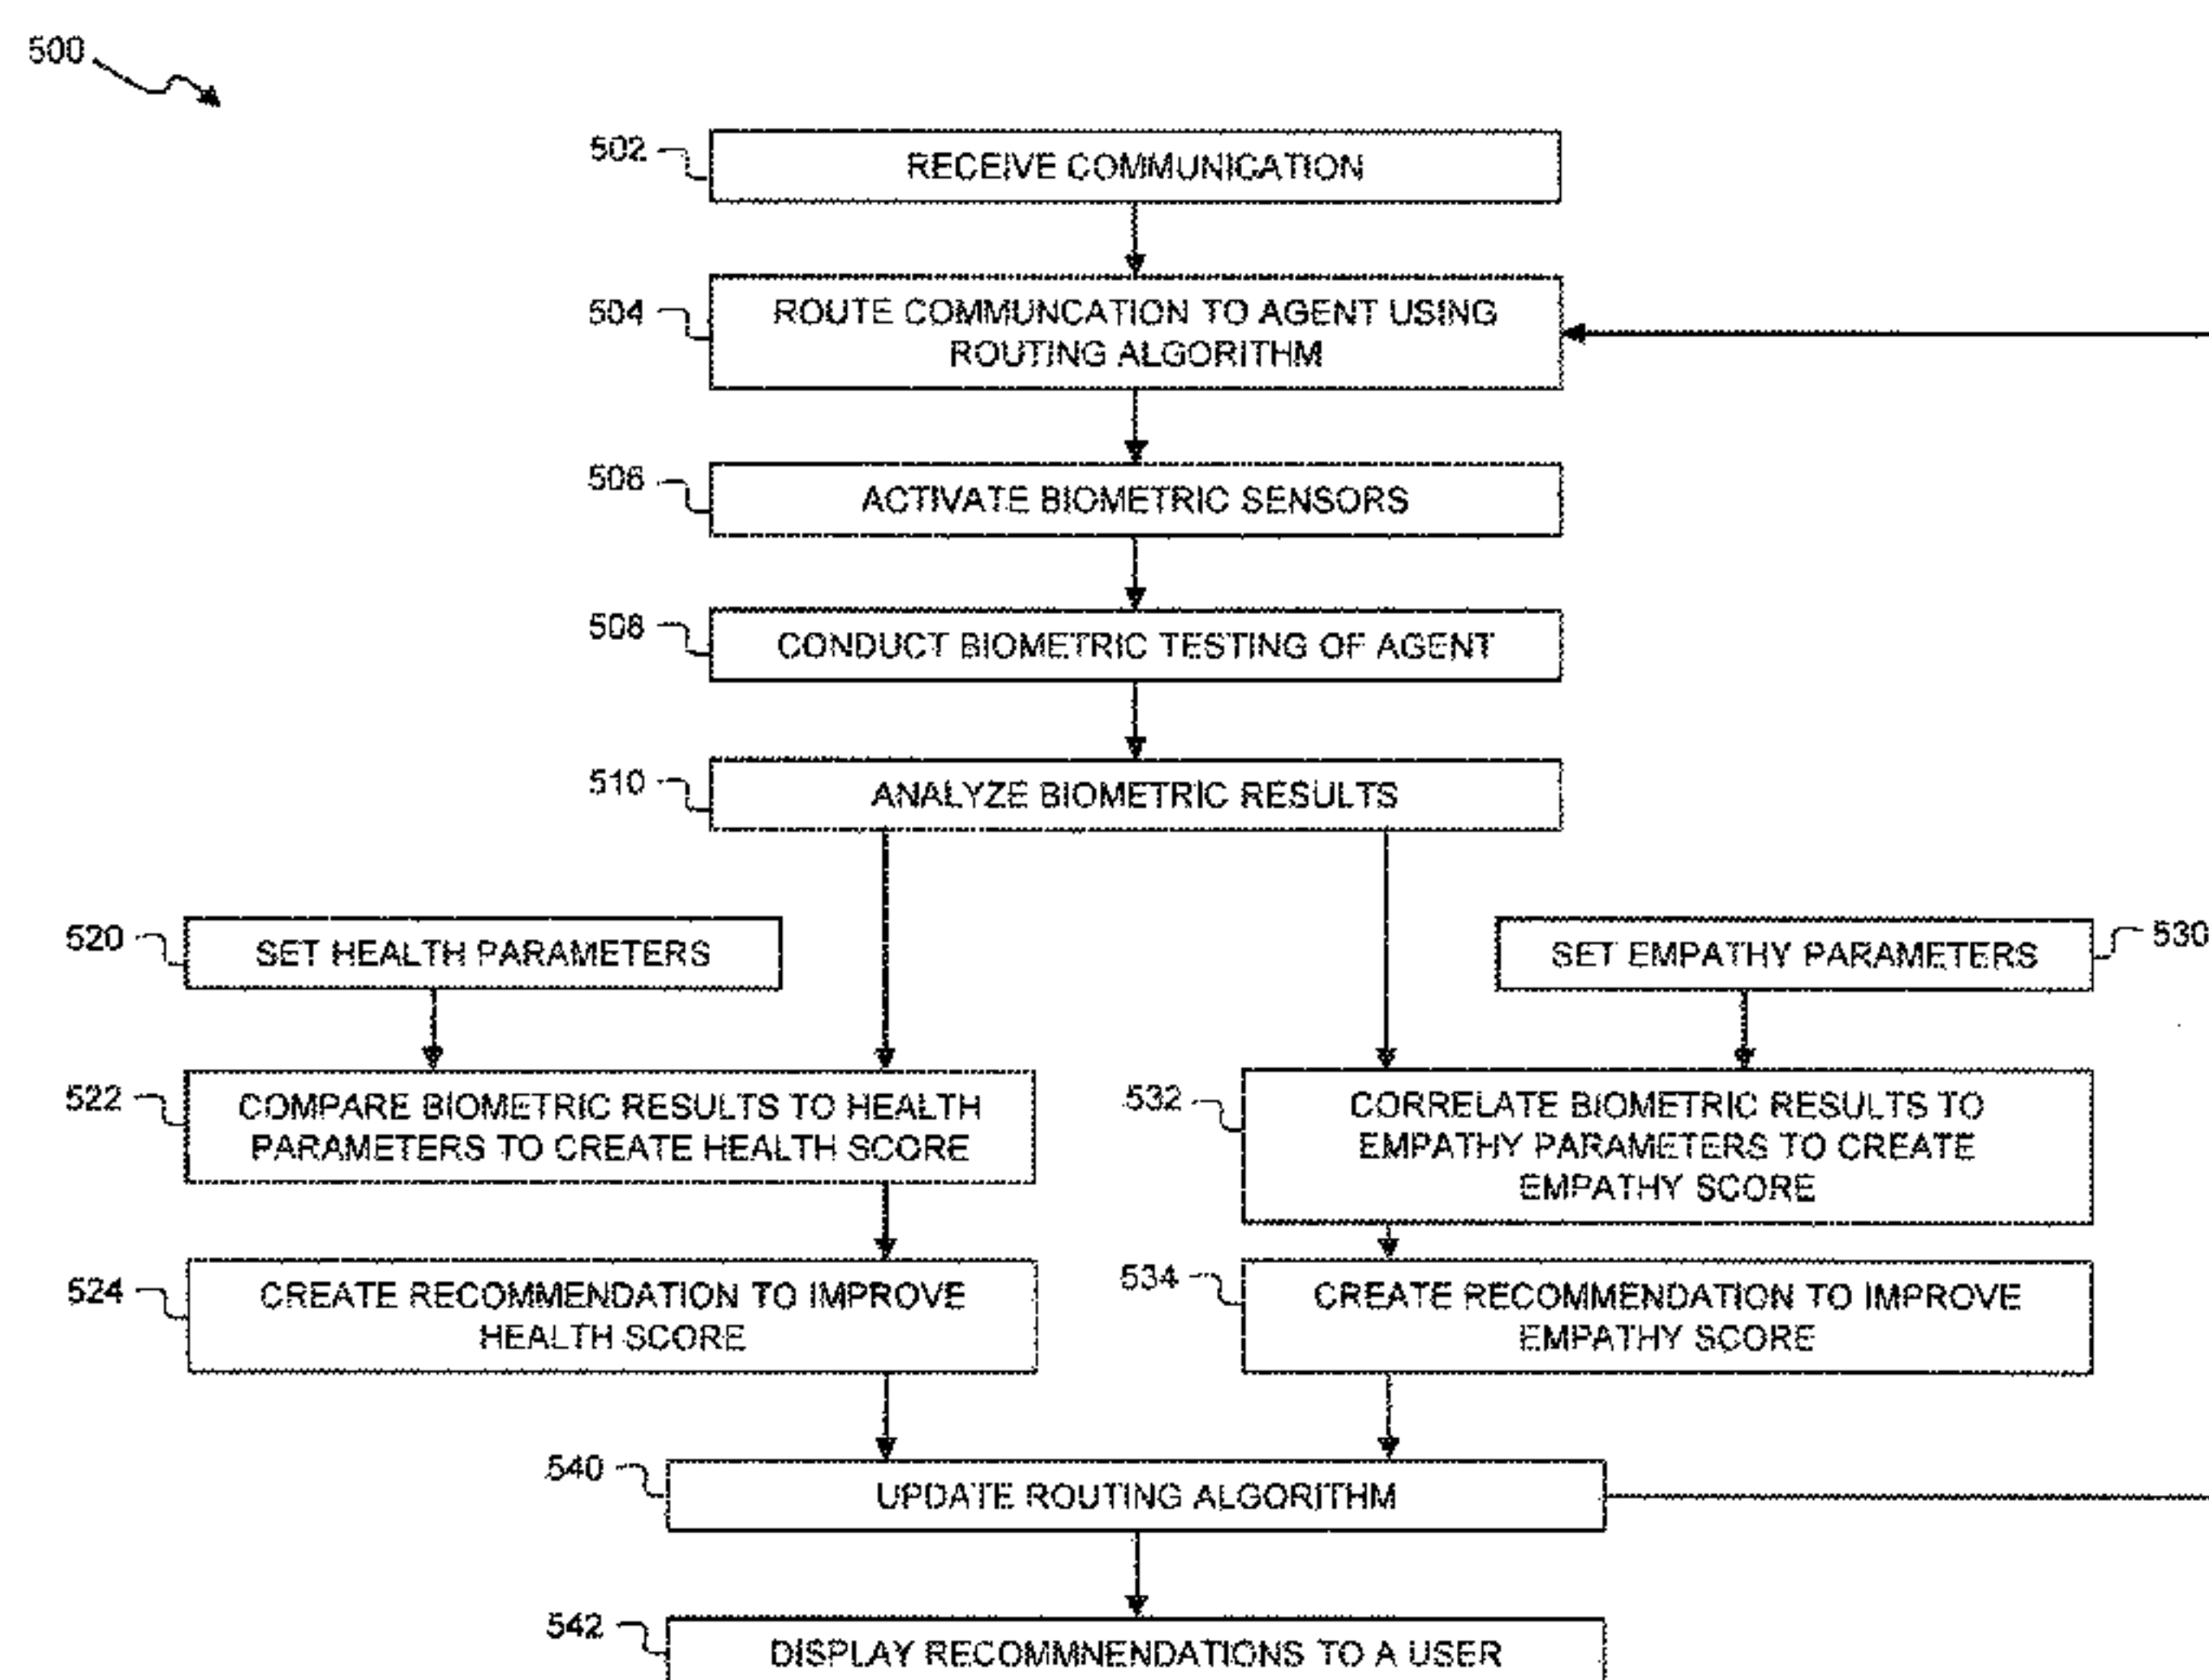 500
502
RECEIVE COMMUNICATION
504
ROUTE COMMUNCATION TO AGENT USING
ROUTING ALGORITHM
506
ACTIVATE BIOMETRIC SENSORS
508
CONDUCT BIOMETRIC TESTING OF AGENT
510
ANALYZE BIOMETRIC RESULTS
520
SET HEALTH PARAMETERS
SET EMPATHY PARAMETERS
530
522
COMPARE BIOMETRIC RESULTS TO HEALTH
PARAMETERS TO CREATE HEALTH SCORE
532
CORRELATE BIOMETRIC RESULTS TO
EMPATHY PARAMETERS TO CREATE
EMPATHY SCORE
524
CREATE RECOMMENDATION TO IMPROVE
HEALTH SCORE
534
CREATE RECOMMENDATION TO IMPROVE
EMPATHY SCORE
540
UPDATE ROUTING ALGORITHM
542
DISPLAY RECOMMNENDATIONS TO A USER